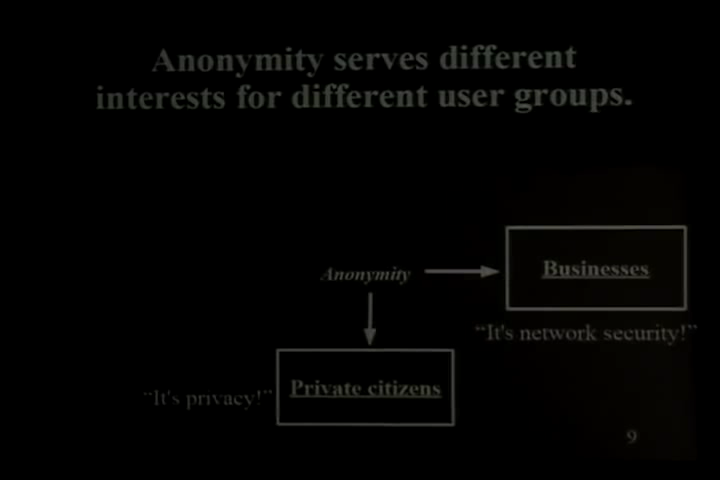 Anonymity serves different
interests for different user groups.
Businesses
Anonymity
"It's network security!"
Private citizens
"It's privacy!"
9